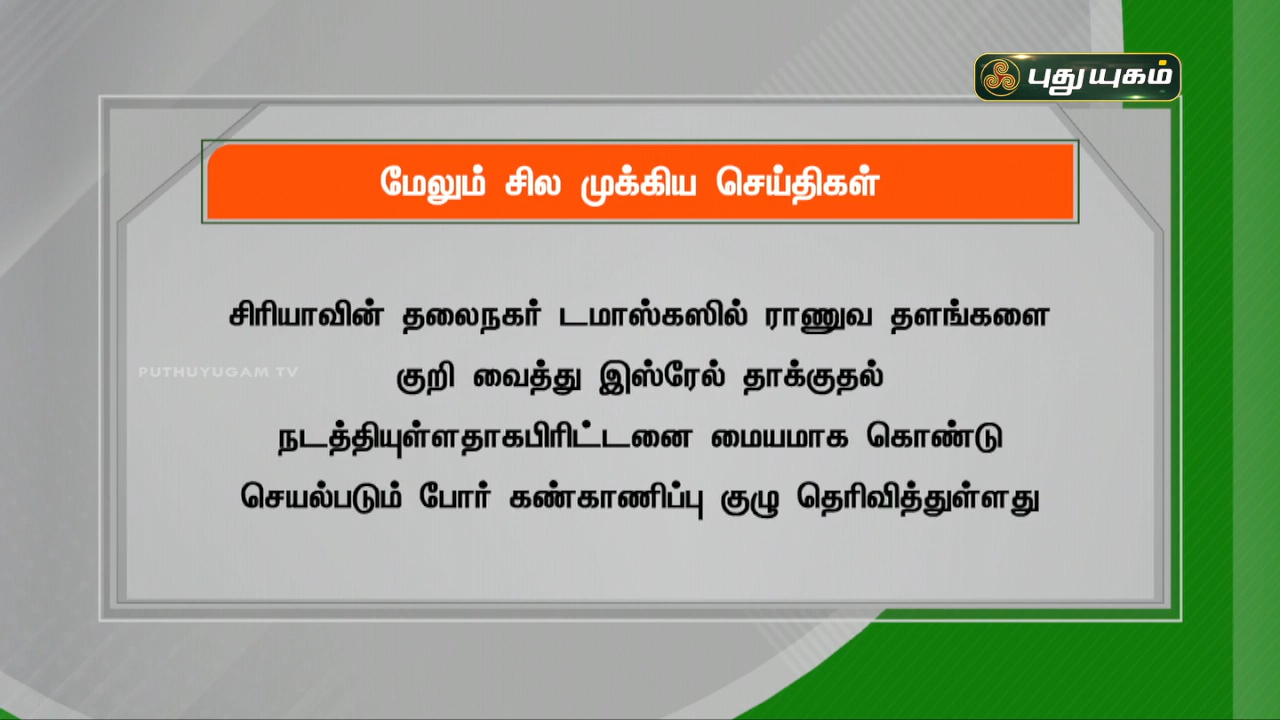 புதுயுகம்
மேலும் சில முக்கிய செய்திகள்
சிரியாவின் தலைநகர் டமாஸ்கஸில் ராணுவ தளங்களை
குறி வைத்து இஸ்ரேல் தாக்குதல்
PUTHUYUGAM TV
நடத்தியுள்ளதாகபிரிட்டனை மையமாக கொண்டு
செயல்படும் போர் கண்காணிப்பு குழு தெரிவித்துள்ளது